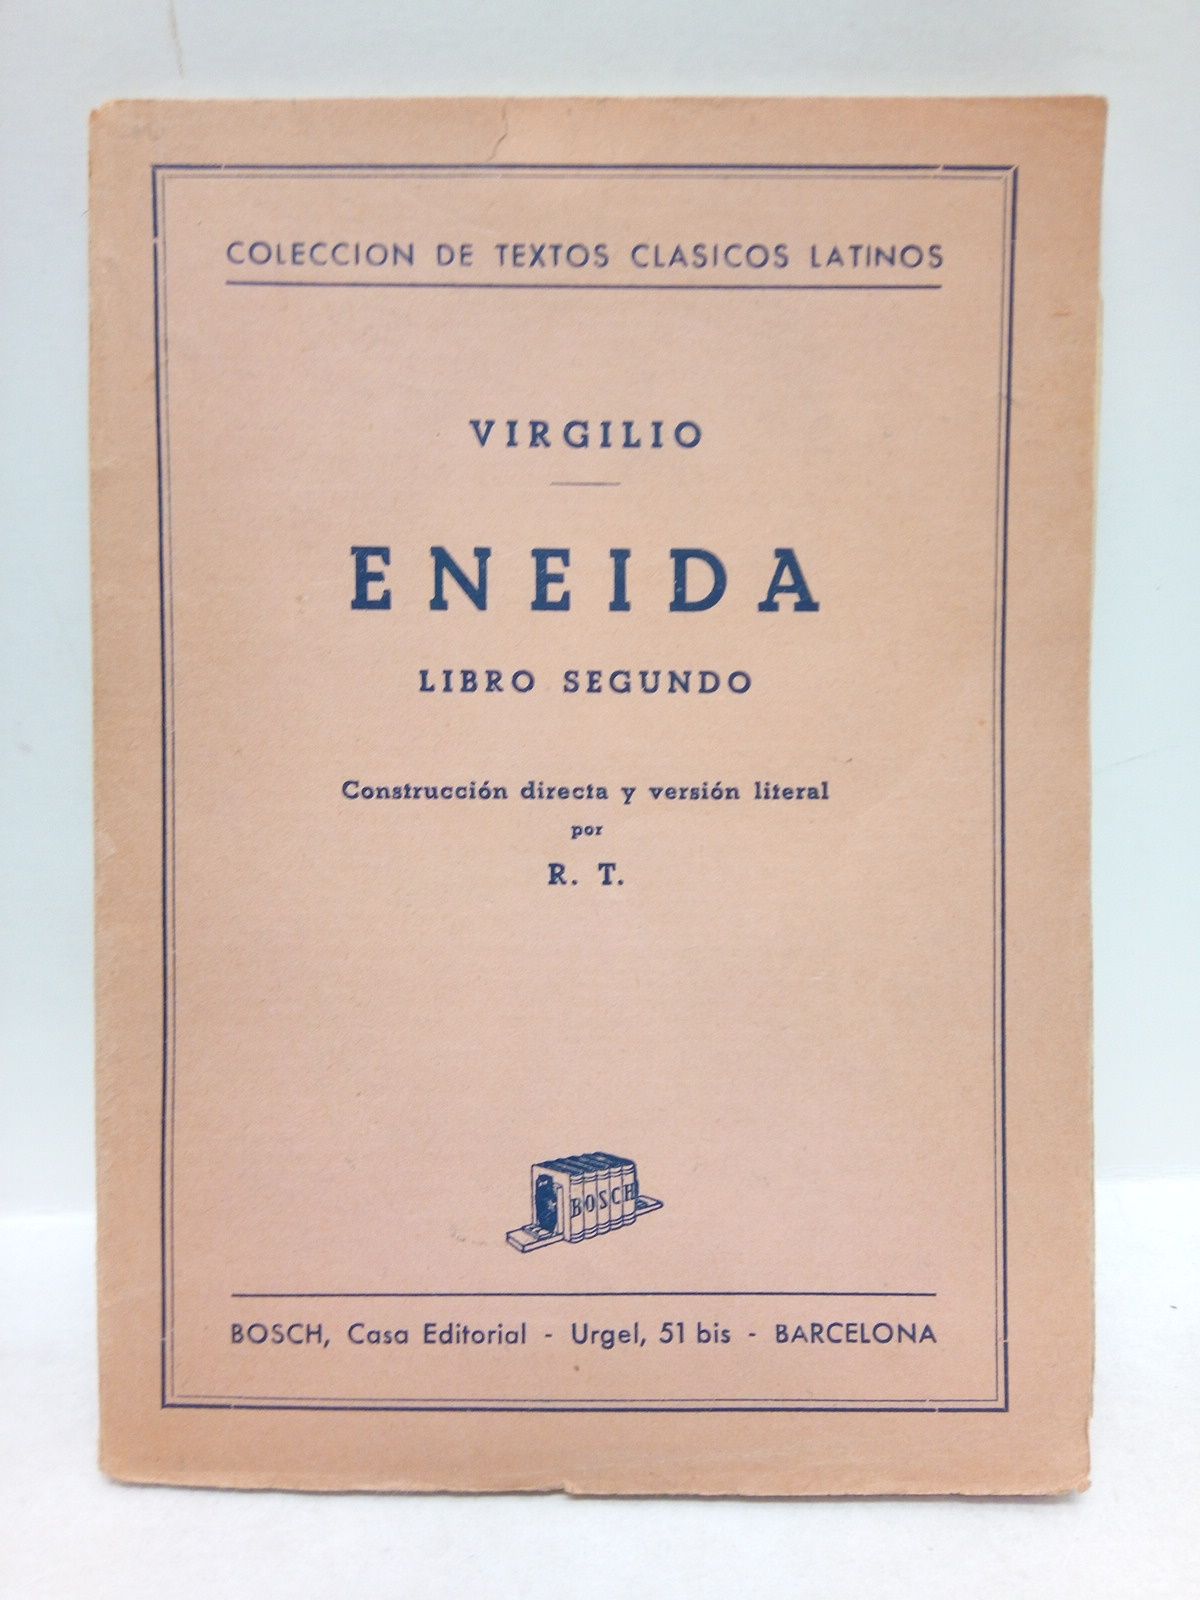 COLECCION DE TEXTOS CLASICOS LATINOS
VIRGILIO
ENEIDA
LIBRO SEGUNDO
Construcción directa y versión literal
por
R. T.
BOSCH
BOSCH, Casa Editorial - Urgel, 51 bis - BARCELONA